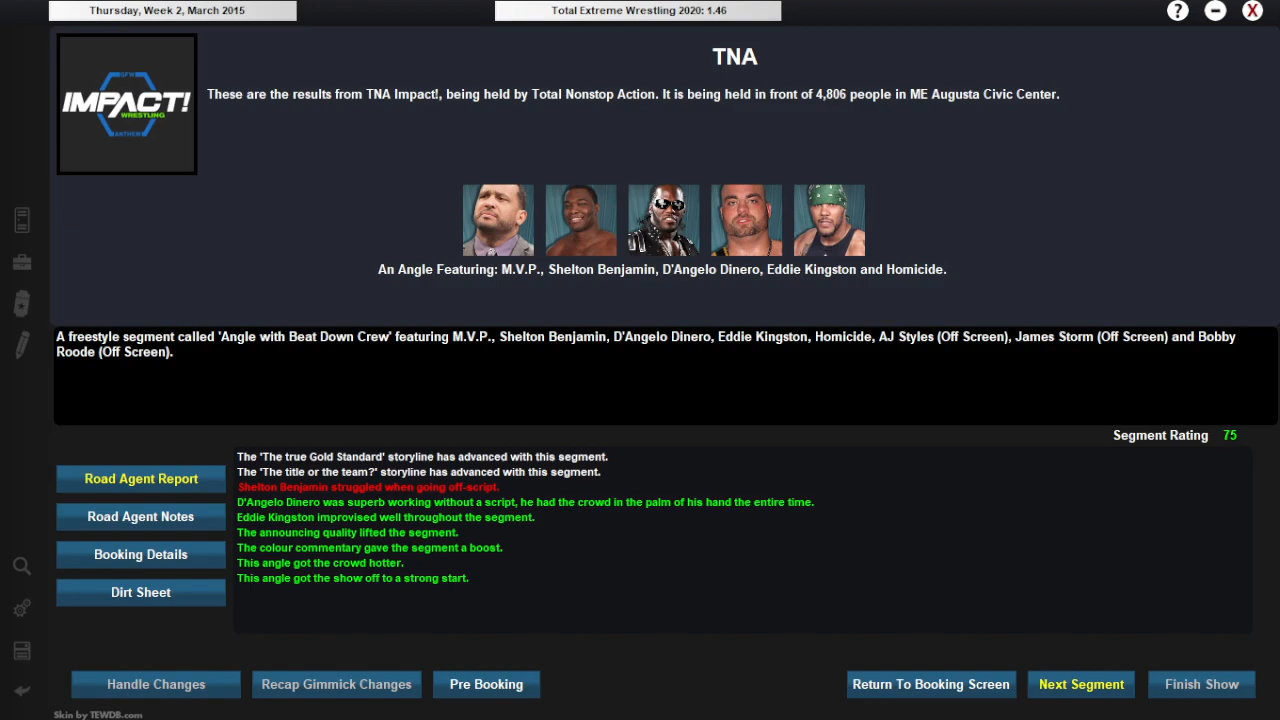 Thursday, Week 2, March 2015
Total Extreme Wrestling 2020: 1.46
?
X
TNA
GFW
IMPACT!
WRESTLING
ANTHEM
These are the results from TNA Impact!, being held by Total Nonstop Action. It is being held in front of 4,806 people in ME Augusta Civic Center.
An Angle Featuring: M.V.P., Shelton Benjamin, D'Angelo Dinero, Eddie Kingston and Homicide.
A freestyle segment called 'Angle with Beat Down Crew' featuring M.V.P., Shelton Benjamin, D'Angelo Dinero, Eddie Kingston, Homicide, AJ Styles (Off Screen), James Storm (Off Screen) and Bobby
Roode (Off Screen).
Segment Rating 75
Road Agent Report
Road Agent Notes
Booking Details
Dirt Sheet
The 'The true Gold Standard' storyline has advanced with this segment.
The 'The title or the team?' storyline has advanced with this segment.
Shelton Benjamin struggled when going off-script.
D'Angelo Dinero was superb working without a script, he had the crowd in the palm of his hand the entire time.
Eddie Kingston improvised well throughout the segment.
The announcing quality lifted the segment.
The colour commentary gave the segment a boost.
This angle got the crowd hotter.
This angle got the show off to a strong start.
Handle Changes
Recap Gimmick Changes
Pre Booking
Return To Booking Screen
Next Segment
Finish Show
Skin by TEWDB.com